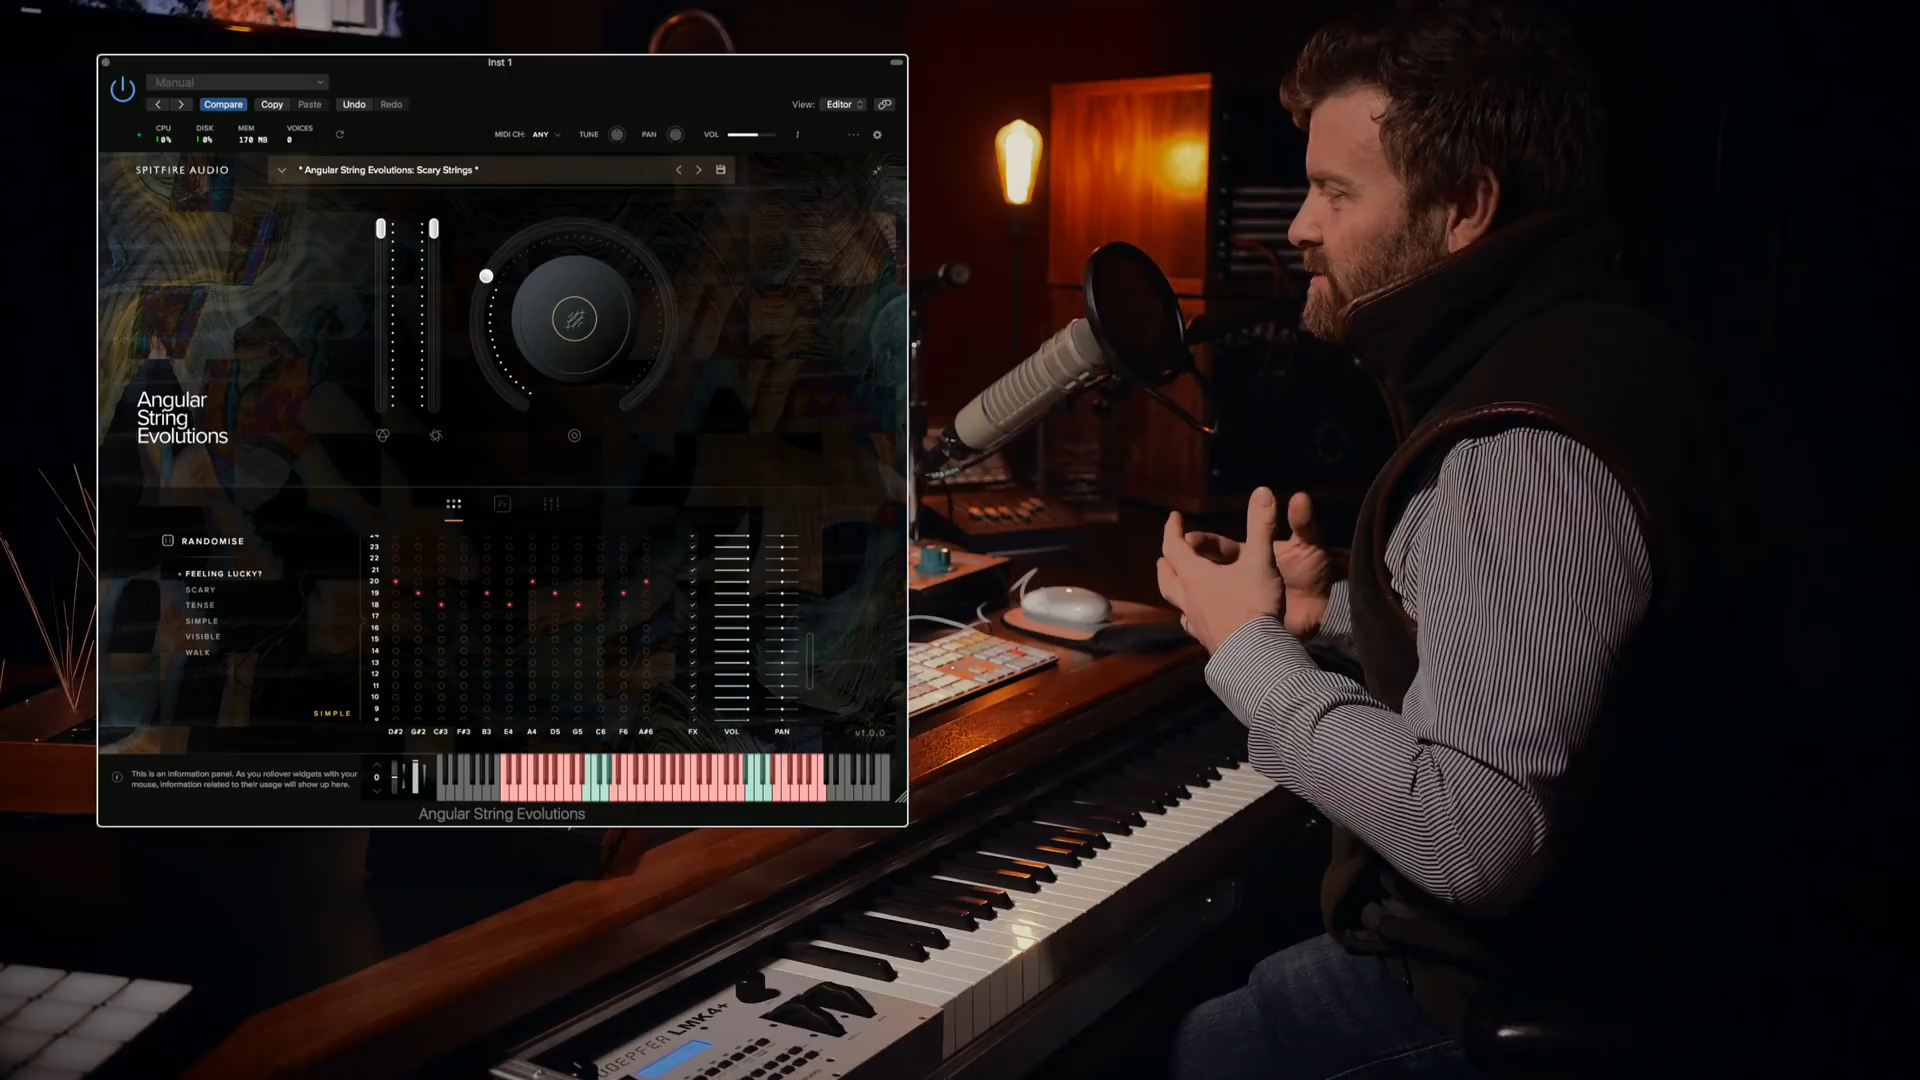 Inst 1
Manual
Compare Copy Paste Undo Redo View: Editor
CPU DISK MEM VOICES
0% 0% 170 MB 0
MIDI CH: ANY TUNE PAN VOL
SPITFIRE AUDIO
* Angular String Evolutions: Scary Strings *
Angular
String
Evolutions
RANDOMISE
FEELING LUCKY?
SCARY
TENSE
SIMPLE
VISIBLE
WALK
SIMPLE
23
22
21
20
19
18
17
16
15
14
13
12
11
10
9
D#2 G#2 C#3 F#3 B3 E4 A4 D5 G5 C6 F6 A#6 FX VOL PAN
v1.0.0
This is an information panel. As you rollover widgets with your
mouse, information related to their usage will show up here.
0
Angular String Evolutions
DOEPFER LMK4+